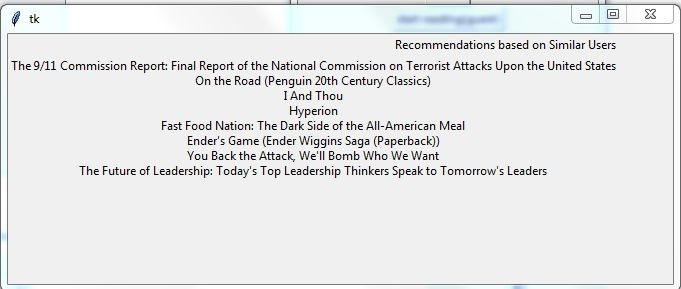 tk
Recommendations based on Similar Users
The 9/11 Commission Report: Final Report of the National Commission on Terrorist Attacks Upon the United States
On the Road (Penguin 20th Century Classics)
I And Thou
Hyperion
Fast Food Nation: The Dark Side of the All-American Meal
Ender's Game (Ender Wiggins Saga (Paperback))
You Back the Attack, We'll Bomb Who We Want
The Future of Leadership: Today's Top Leadership Thinkers Speak to Tomorrow's Leaders